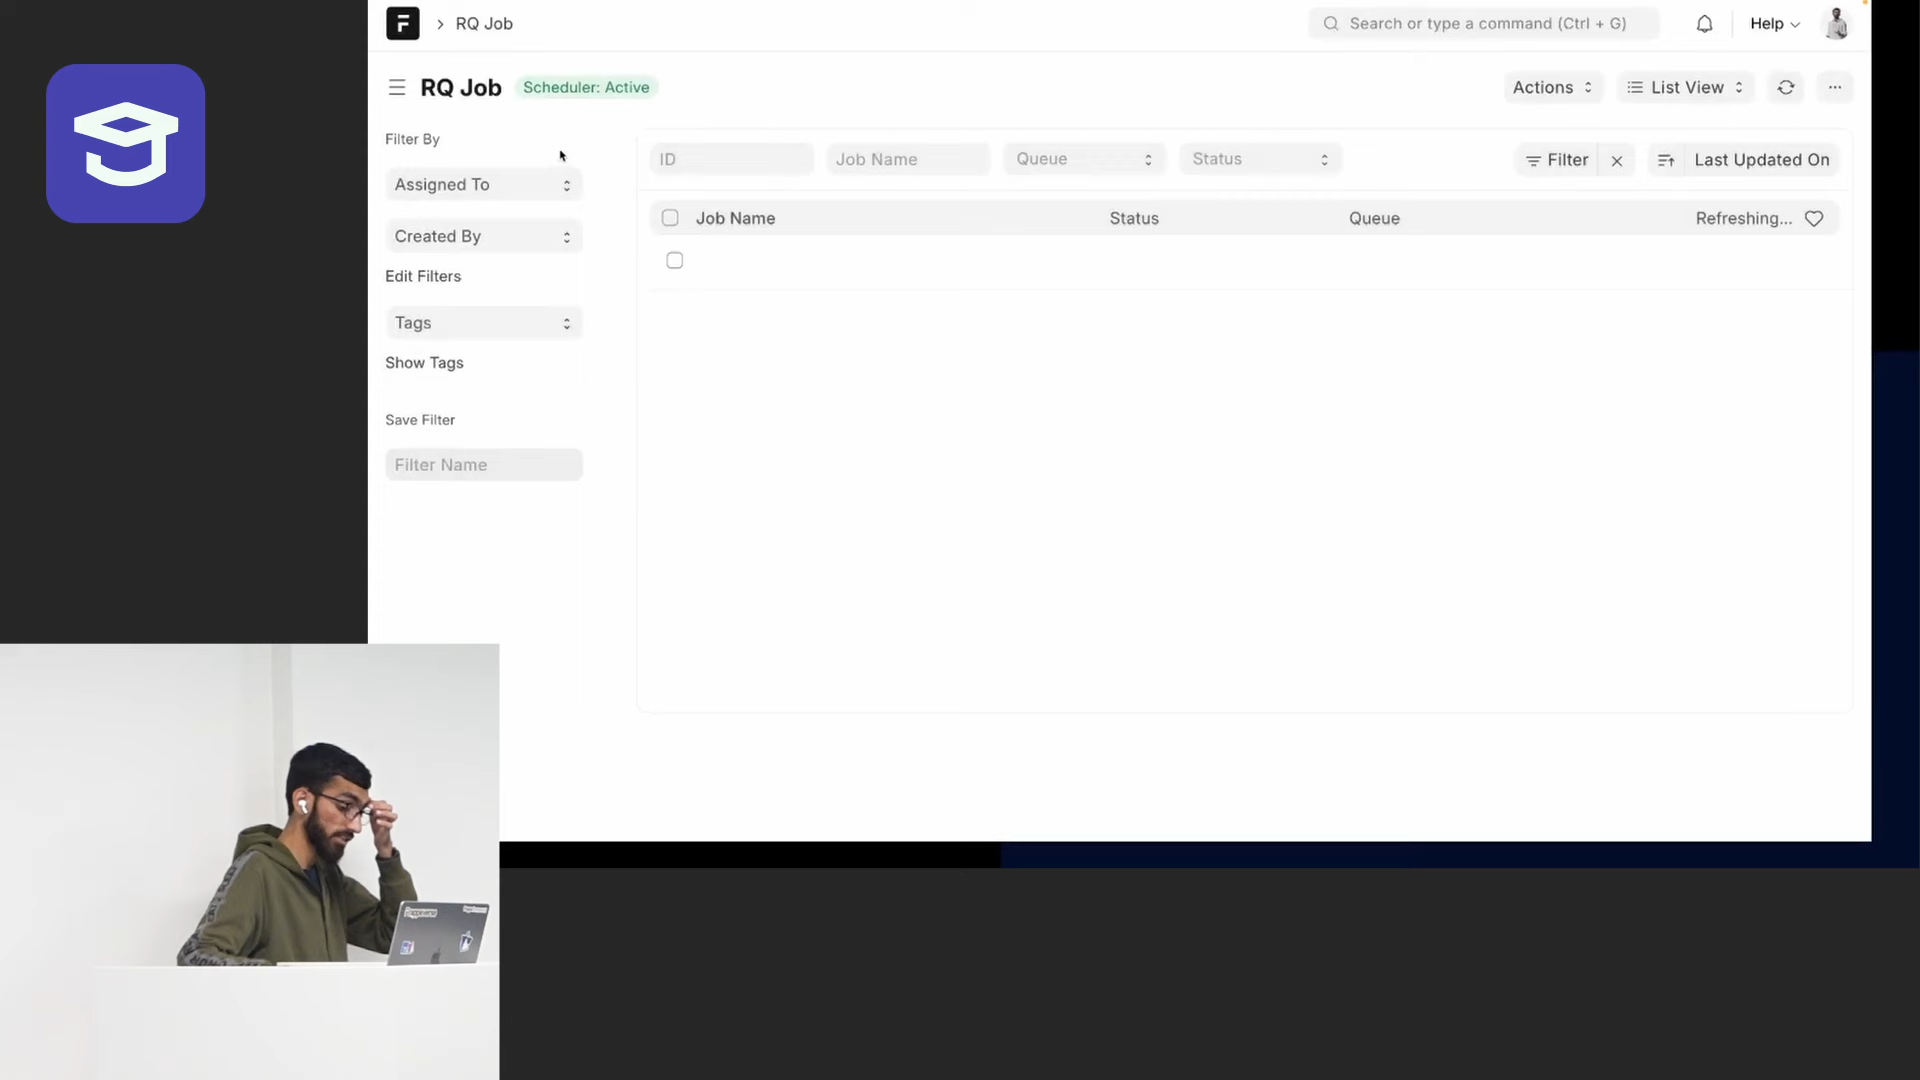 RQ Job
Search or type a command (Ctrl + G)
Help
RQ Job
Scheduler: Active
Actions
List View
Filter By
Assigned To
Created By
Edit Filters
Tags
Show Tags
Save Filter
Filter Name
ID
Job Name
Queue
Status
Filter
Last Updated On
Job Name
Status
Queue
Refreshing...